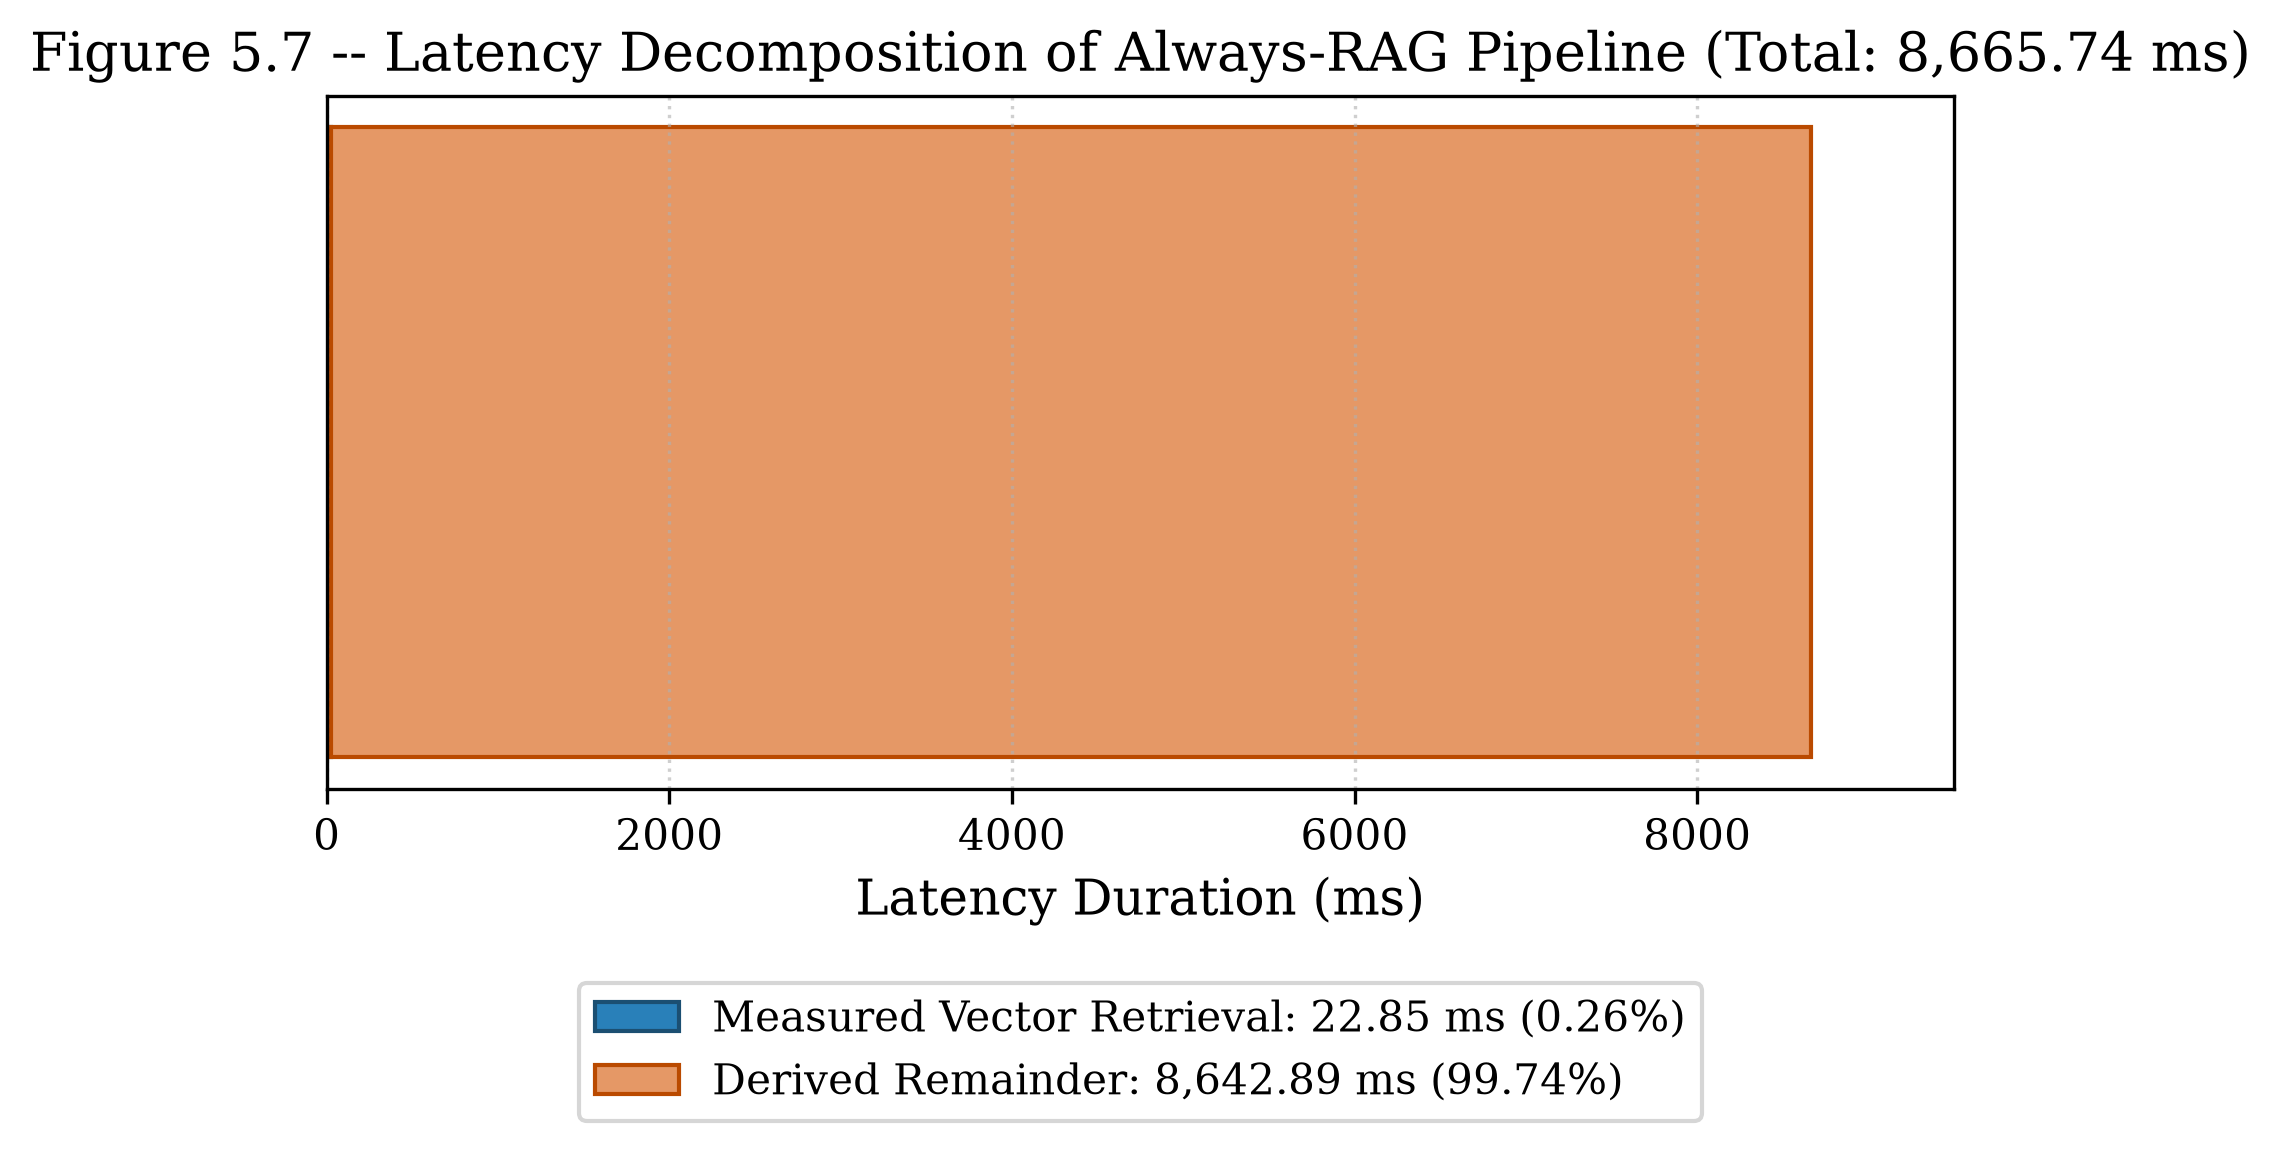 Figure 5.7 -- Latency Decomposition of Always-RAG Pipeline (Total: 8,665.74 ms)
0 2000 4000 6000 8000
Latency Duration (ms)
Measured Vector Retrieval: 22.85 ms (0.26%)
Derived Remainder: 8,642.89 ms (99.74%)